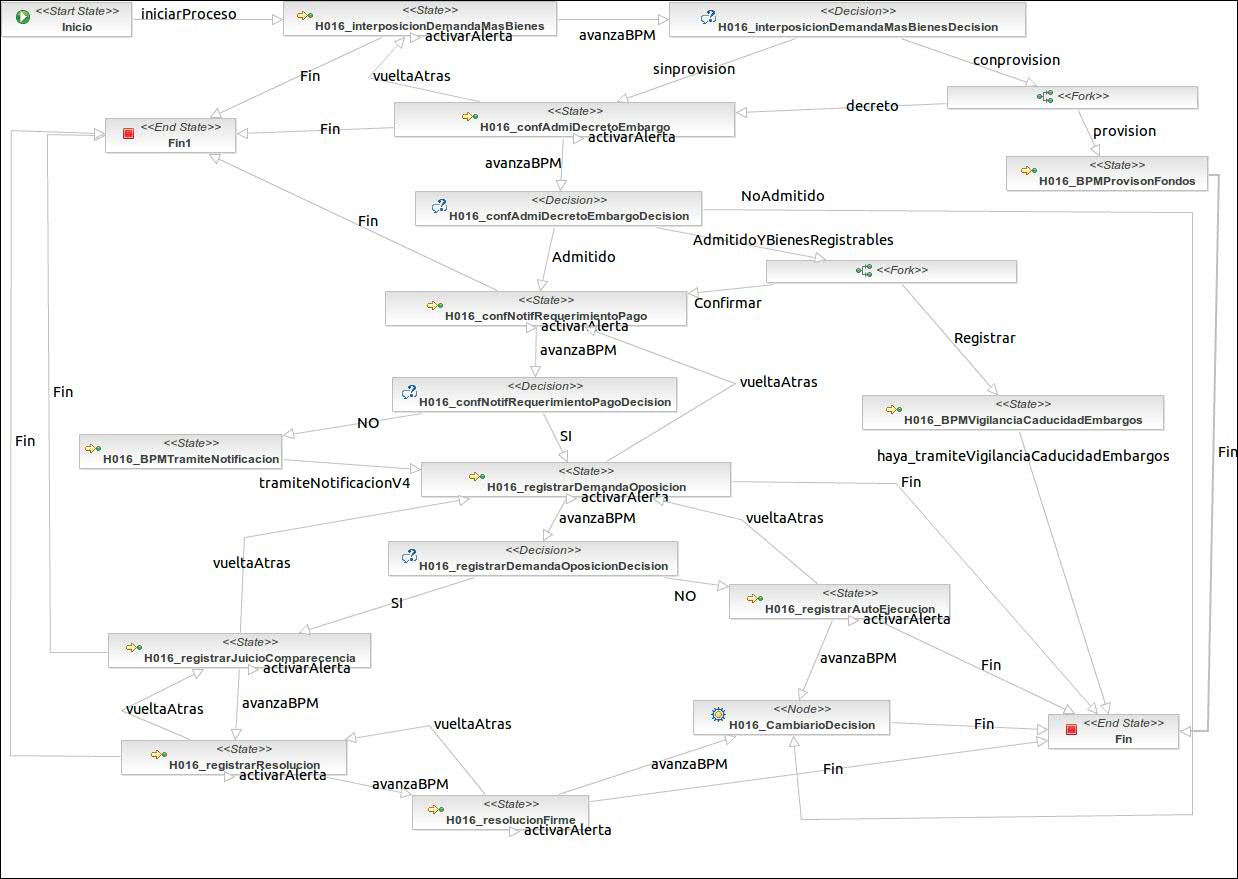 <<Start State>>
Inicio
iniciarProceso
<<State>>
H016_interposicionDemandaMasBienes
activarAlerta
avanzaBPM
<<Decision>>
H016_interposicionDemandaMasBienesDecision
Fin
vueltaAtras
sinprovision
conprovision
<<Fork>>
decreto
provision
<<State>>
H016_confAdmiDecretoEmbargo
activarAlerta
<<End State>>
Fin1
Fin
avanzaBPM
<<State>>
H016_BPMProvisonFondos
<<Decision>>
H016_confAdmiDecretoEmbargoDecision
NoAdmitido
Fin
Admitido
AdmitidoYBienesRegistrables
<<Fork>>
<<State>>
H016_confNotifRequerimientoPago
activarAlerta
Confirmar
Registrar
avanzaBPM
vueltaAtras
<<Decision>>
H016_confNotifRequerimientoPagoDecision
Fin
NO
SI
<<State>>
H016_BPMVigilanciaCaducidadEmbargos
Fin
<<State>>
H016_BPMTramiteNotificacion
haya_tramiteVigilanciaCaducidadEmbargos
Fin
tramiteNotificacionV4
<<State>>
H016_registrarDemandaOposicion
activarAlerta
Fin
avanzaBPM
vueltaAtras
<<Decision>>
H016_registrarDemandaOposicionDecision
vueltaAtras
SI
NO
<<State>>
H016_registrarAutoEjecucion
activarAlerta
<<State>>
H016_registrarJuicioComparecencia
activarAlerta
avanzaBPM
Fin
vueltaAtras
avanzaBPM
<<Node>>
H016_CambiarioDecision
Fin
<<End State>>
Fin
vueltaAtras
<<State>>
H016_registrarResolucion
activarAlerta
avanzaBPM
avanzaBPM
Fin
<<State>>
H016_resolucionFirme
activarAlerta